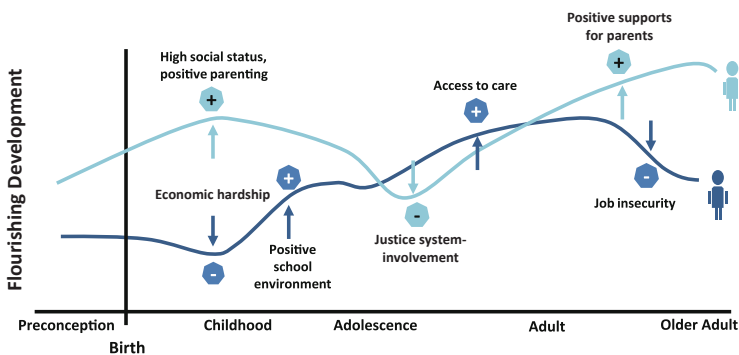 Positive supports
for parents
High social status,
positive parenting
+
+
Access to care
+
Flourishing Development
Economic hardship
+
-
Job insecurity
-
Justice system-
involvement
Positive
school
environment
-
Preconception
Childhood
Adolescence
Adult
Older Adult
Birth